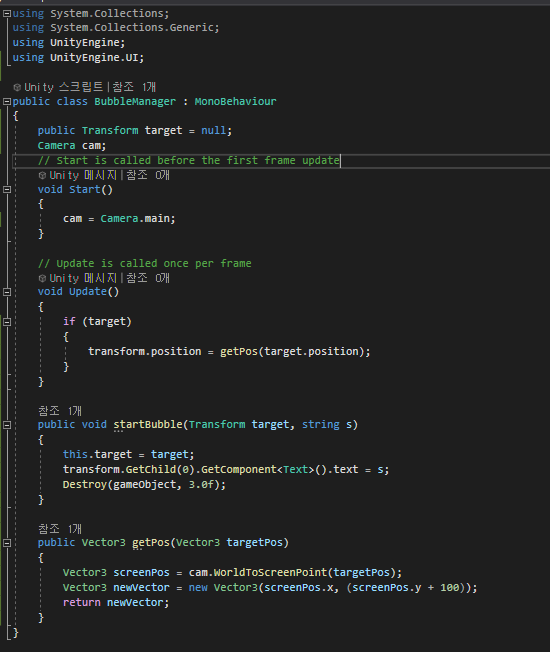 using System.Collections;
using System.Collections.Generic;
using UnityEngine;
using UnityEngine.UI;
Unity 스크립트|참조 1개
public class BubbleManager : MonoBehaviour
{
public Transform target = null;
Camera cam;
// Start is called before the first frame update
Unity 메시지|참조 0개
void Start()
{
cam = Camera.main;
}
// Update is called once per frame
Unity 메시지|참조 0개
void Update()
{
if (target)
{
transform.position = getPos(target.position);
}
}
참조 1개
public void startBubble(Transform target, string s)
{
this.target = target;
transform.GetChild(0).GetComponent<Text>().text = s;
Destroy(gameObject, 3.0f);
}
참조 1개
public Vector3 getPos(Vector3 targetPos)
{
Vector3 screenPos = cam.WorldToScreenPoint(targetPos);
Vector3 newVector = new Vector3(screenPos.x, (screenPos.y + 100));
return newVector;
}
}